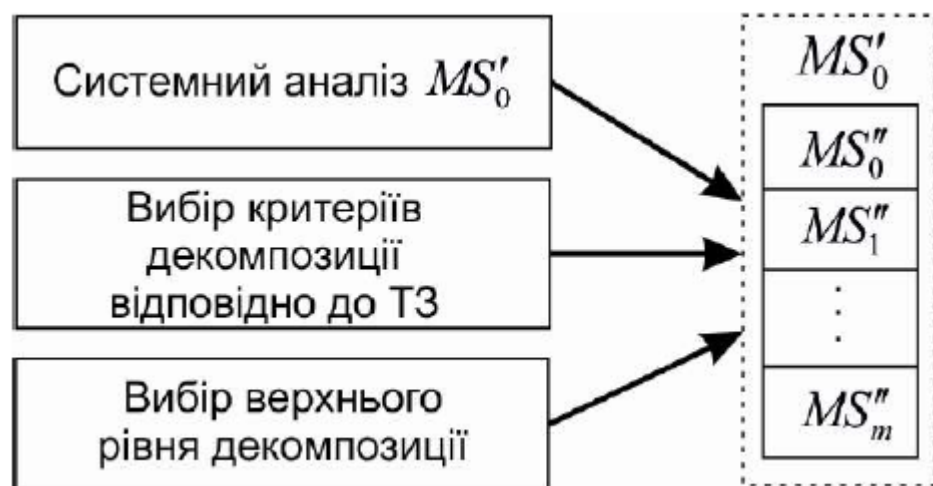 Системний аналіз MS′₀
Вибір критеріїв
декомпозиції
відповідно до ТЗ
Вибір верхнього
рівня декомпозиції
MS′₀
MS″₀
MS″₁
⋮
MS″ₘ